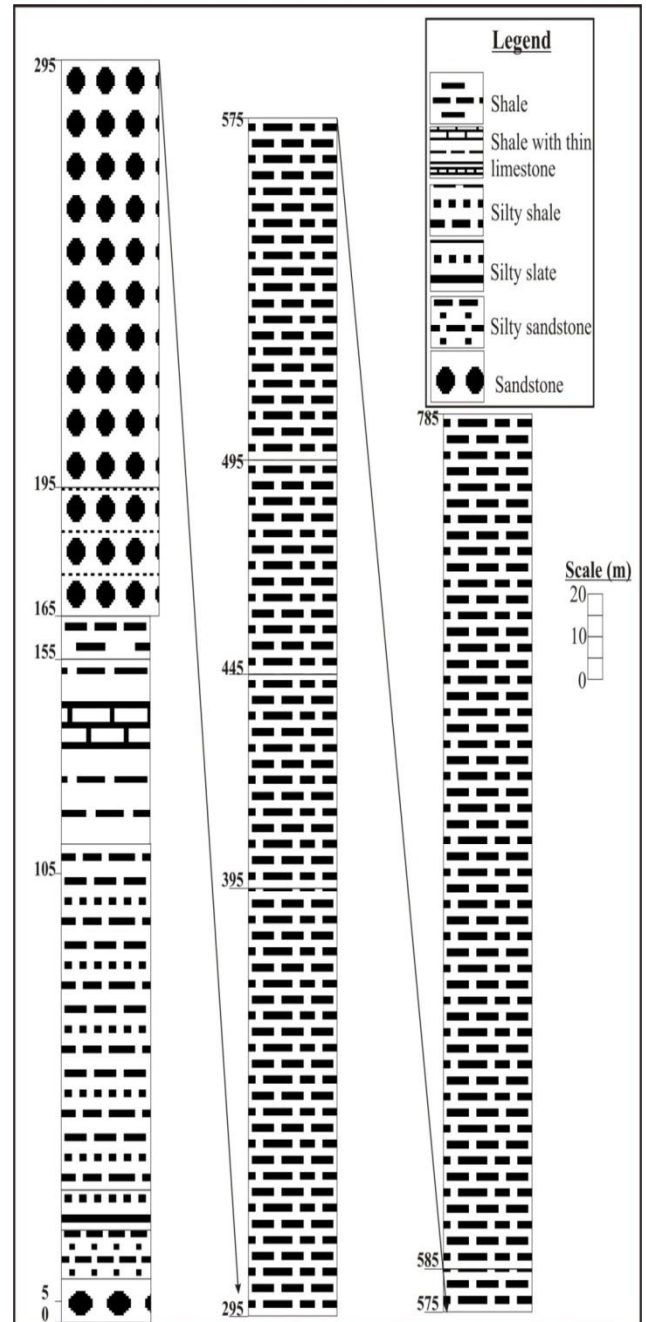 295
195
165
155
105
5
0
575
495
445
395
295
Legend
Shale
Shale with thin
limestone
Silty shale
Silty slate
Silty sandstone
Sandstone
785
585
575
Scale (m)
20
10
0